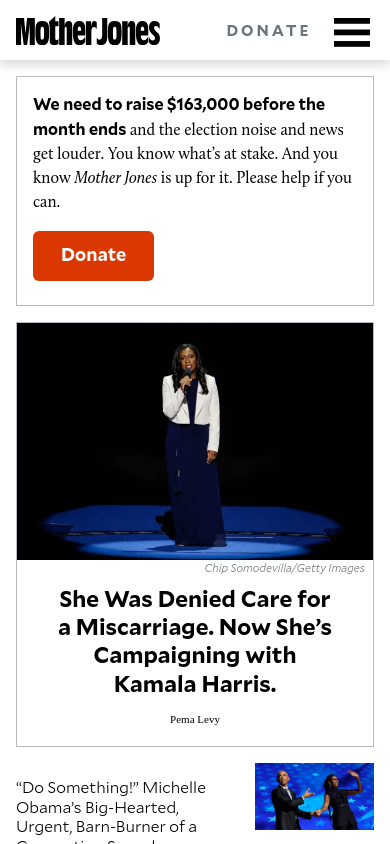 Mother Jones
DONATE
We need to raise $163,000 before the
month ends and the election noise and news
get louder. You know what’s at stake. And you
know Mother Jones is up for it. Please help if you
can.
Donate
Chip Somodevilla/Getty Images
She Was Denied Care for
a Miscarriage. Now She’s
Campaigning with
Kamala Harris.
Pema Levy
“Do Something!” Michelle
Obama’s Big-Hearted,
Urgent, Barn-Burner of a